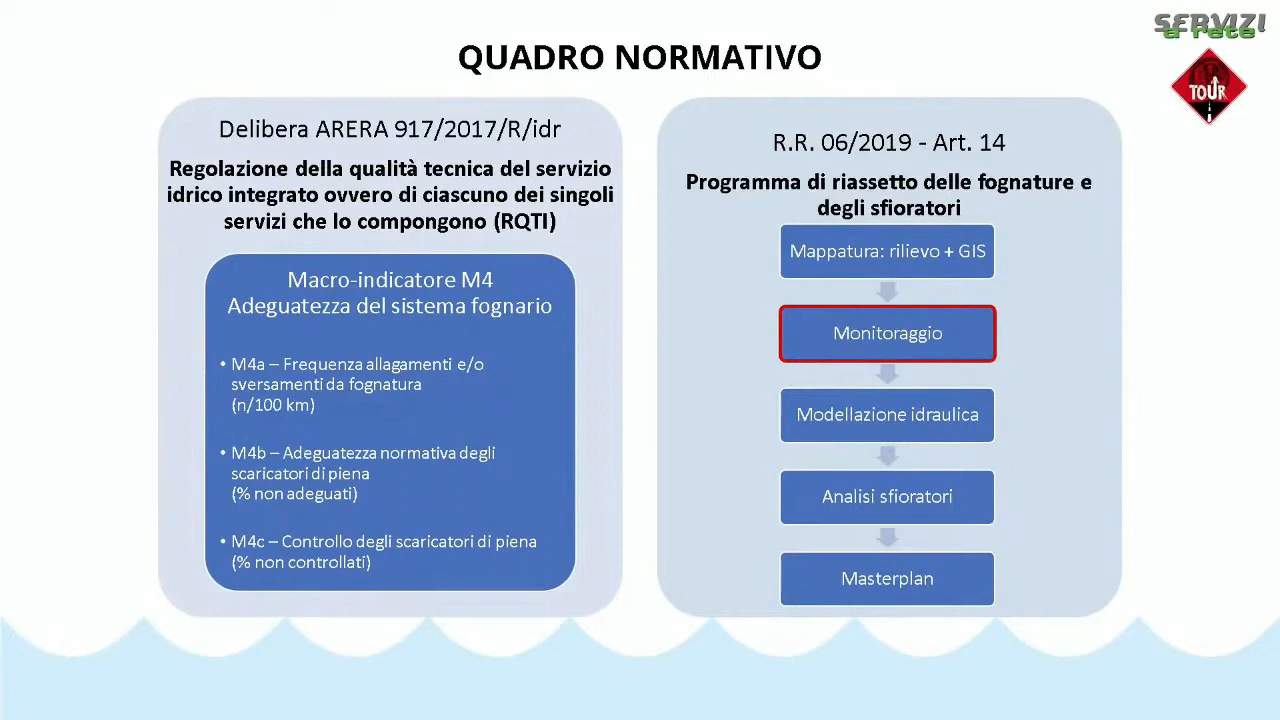 SERVIZI
a rete
TOUR
QUADRO NORMATIVO
Delibera ARERA 917/2017/R/idr
Regolazione della qualità tecnica del servizio
idrico integrato ovvero di ciascuno dei singoli
servizi che lo compongono (RQTI)
Macro-indicatore M4
Adeguatezza del sistema fognario
• M4a – Frequenza allagamenti e/o
sversamenti da fognatura
(n/100 km)
• M4b – Adeguatezza normativa degli
scaricatori di piena
(% non adeguati)
• M4c – Controllo degli scaricatori di piena
(% non controllati)
R.R. 06/2019 - Art. 14
Programma di riassetto delle fognature e
degli sfioratori
Mappatura: rilievo + GIS
Monitoraggio
Modellazione idraulica
Analisi sfioratori
Masterplan